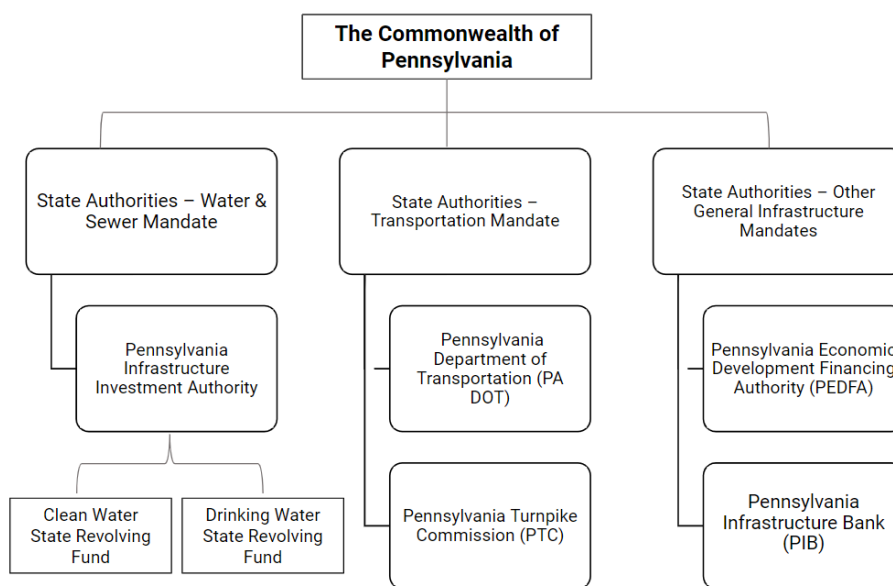 The Commonwealth of
Pennsylvania
State Authorities – Water &
Sewer Mandate
State Authorities –
Transportation Mandate
State Authorities – Other
General Infrastructure
Mandates
Pennsylvania
Infrastructure
Investment Authority
Pennsylvania
Department of
Transportation (PA
DOT)
Pennsylvania Economic
Development Financing
Authority (PEDFA)
Clean Water
State Revolving
Fund
Drinking Water
State Revolving
Fund
Pennsylvania Turnpike
Commission (PTC)
Pennsylvania
Infrastructure Bank
(PIB)